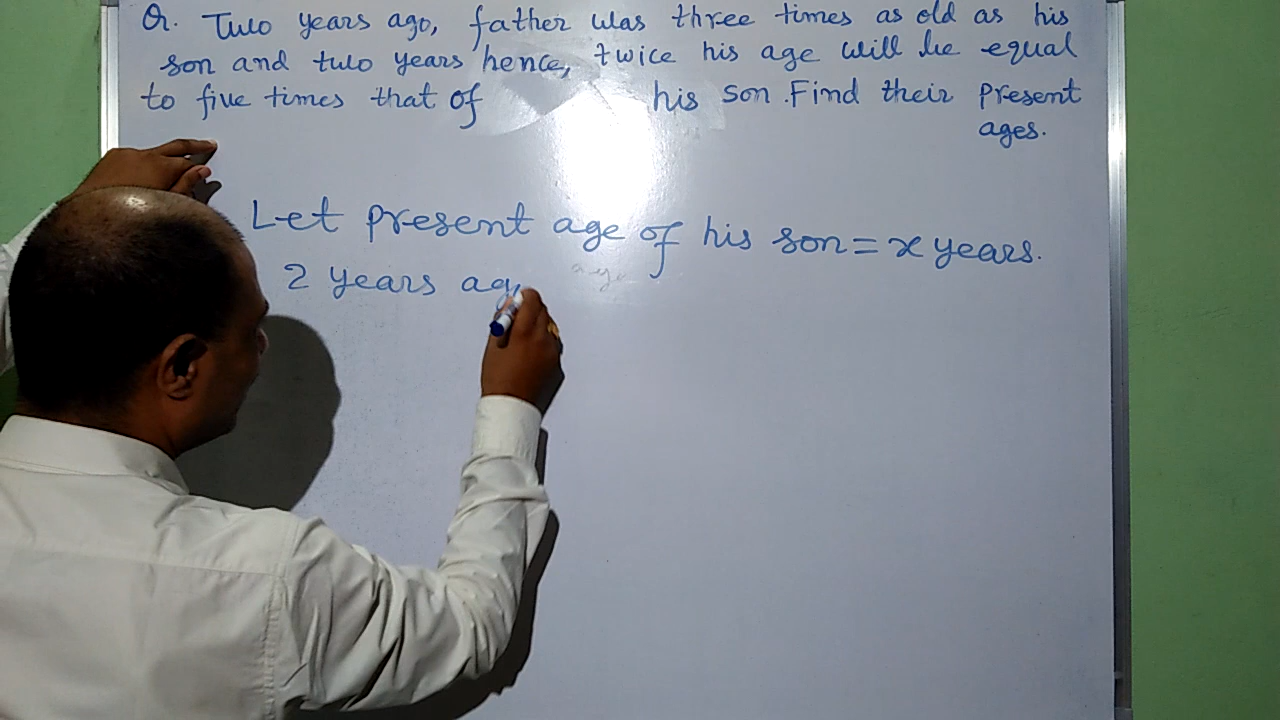 Q. Two years ago, father was three times as old as his
son and two years hence, twice his age will be equal
to five times that of his son. Find their present
ages.
Let present age of his son = x years.
2 years ag